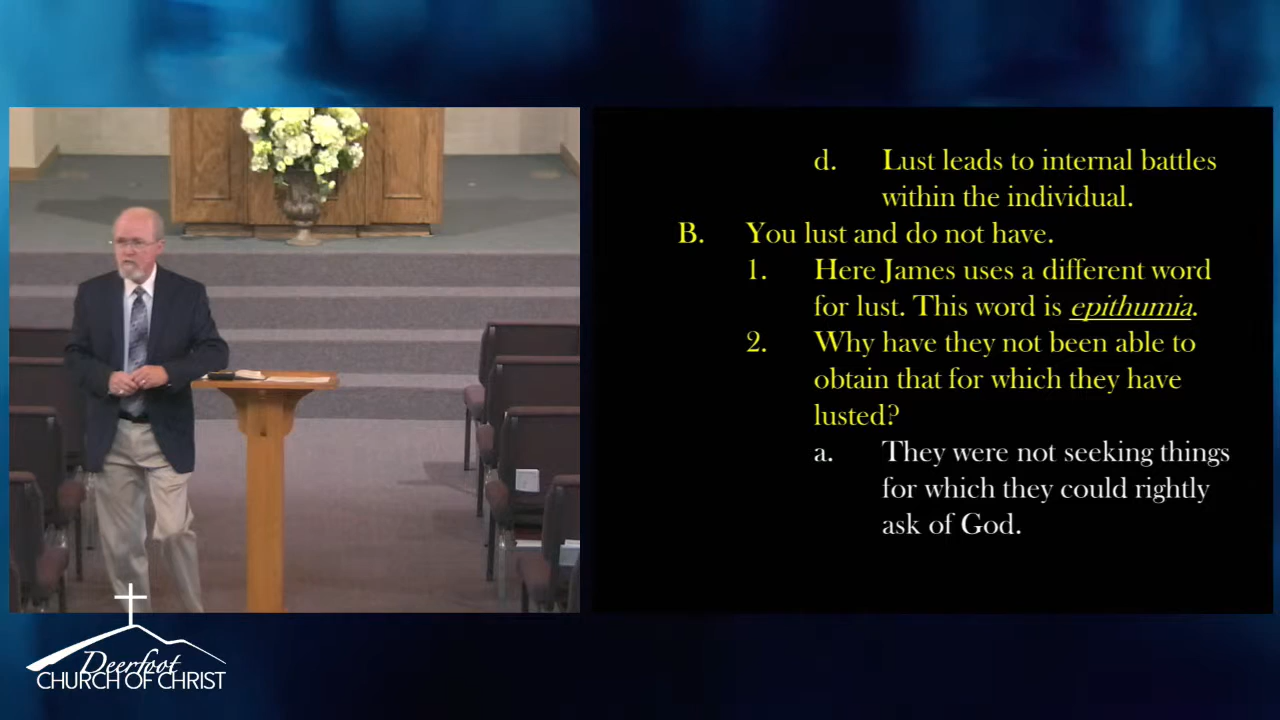 d. Lust leads to internal battles
within the individual.
B. You lust and do not have.
1. Here James uses a different word
for lust. This word is epithumia.
2. Why have they not been able to
obtain that for which they have
lusted?
a. They were not seeking things
for which they could rightly
ask of God.
Deerfoot
CHURCH OF CHRIST